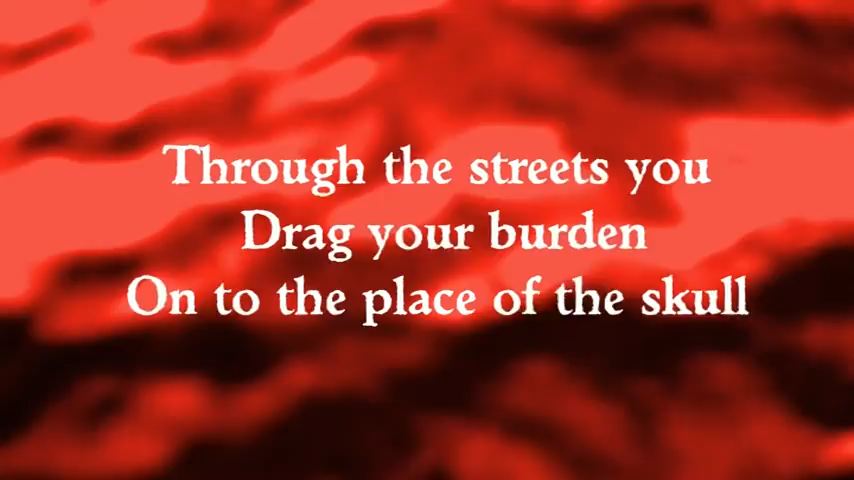 Through the streets you
Drag your burden
On to the place of the skull